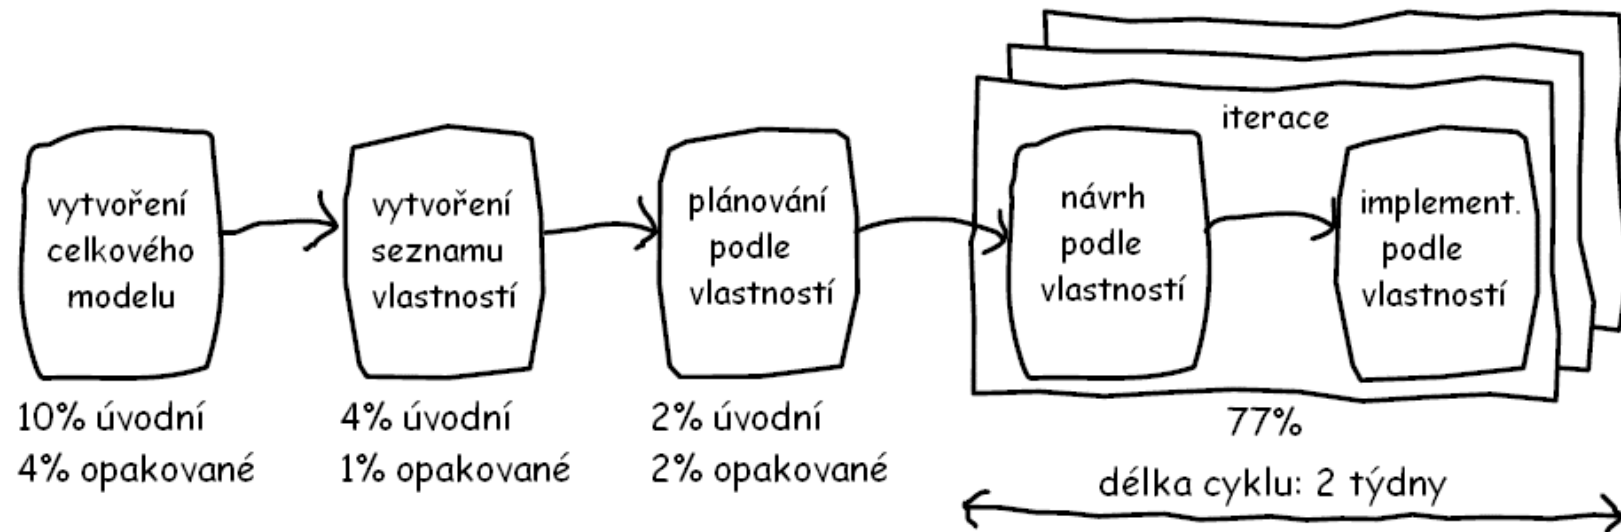 vytvoření
celkového
modelu
vytvoření
seznamu
vlastností
plánování
podle
vlastností
iterace
návrh
podle
vlastností
implement.
podle
vlastností
10% úvodní
4% opakované
4% úvodní
1% opakované
2% úvodní
2% opakované
77%
délka cyklu: 2 týdny